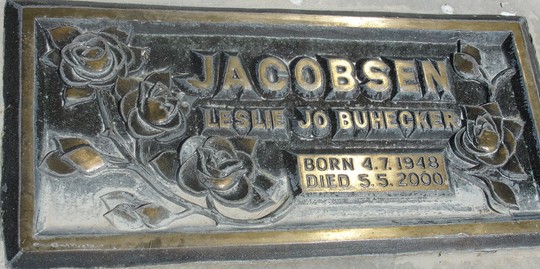 JACOBSEN
LESLIE JO BUHECKER
BORN 4.7.1948
DIED 5.5.2000